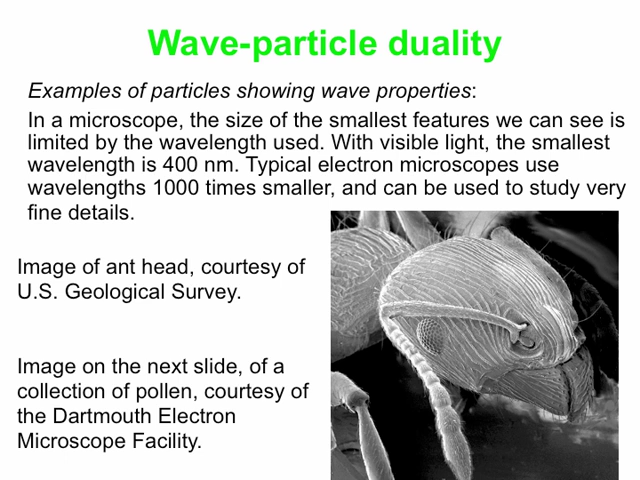 Wave-particle duality
Examples of particles showing wave properties:
In a microscope, the size of the smallest features we can see is
limited by the wavelength used. With visible light, the smallest
wavelength is 400 nm. Typical electron microscopes use
wavelengths 1000 times smaller, and can be used to study very
fine details.
Image of ant head, courtesy of
U.S. Geological Survey.
Image on the next slide, of a
collection of pollen, courtesy of
the Dartmouth Electron
Microscope Facility.